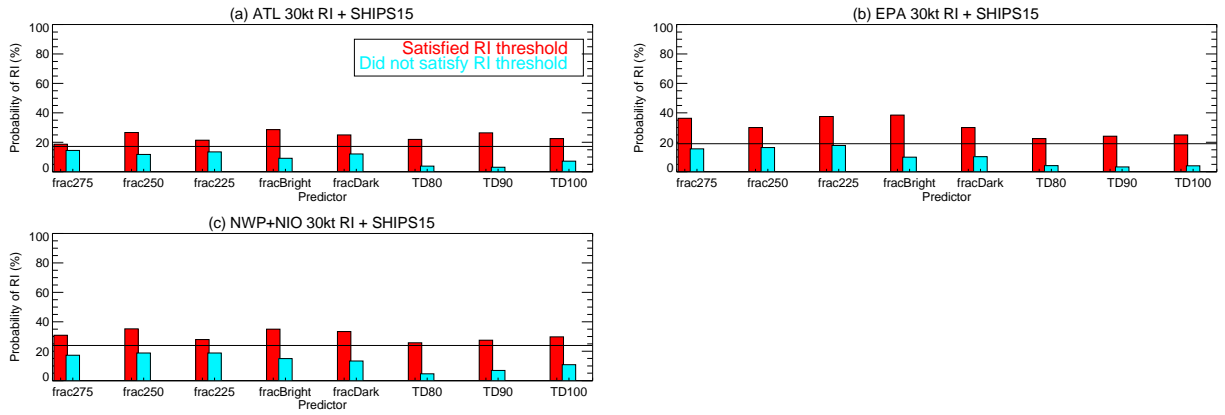 (a) ATL 30kt RI + SHIPS15
Probability of RI (%)
100
80
60
40
20
0
Satisfied RI threshold
Did not satisfy RI threshold
frac275 frac250 frac225 fracBright fracDark TD80 TD90 TD100
Predictor
(b) EPA 30kt RI + SHIPS15
Probability of RI (%)
100
80
60
40
20
0
frac275 frac250 frac225 fracBright fracDark TD80 TD90 TD100
Predictor
(c) NWP+NIO 30kt RI + SHIPS15
Probability of RI (%)
100
80
60
40
20
0
frac275 frac250 frac225 fracBright fracDark TD80 TD90 TD100
Predictor